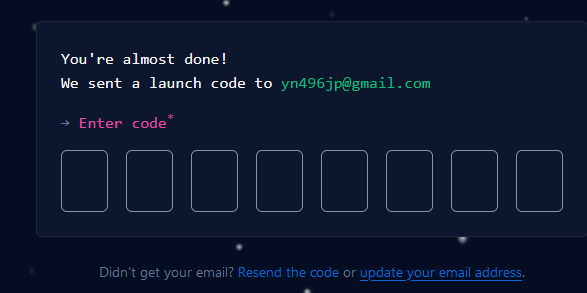 You're almost done!
We sent a launch code to yn496jp@gmail.com
→ Enter code*
Didn't get your email? Resend the code or update your email address.